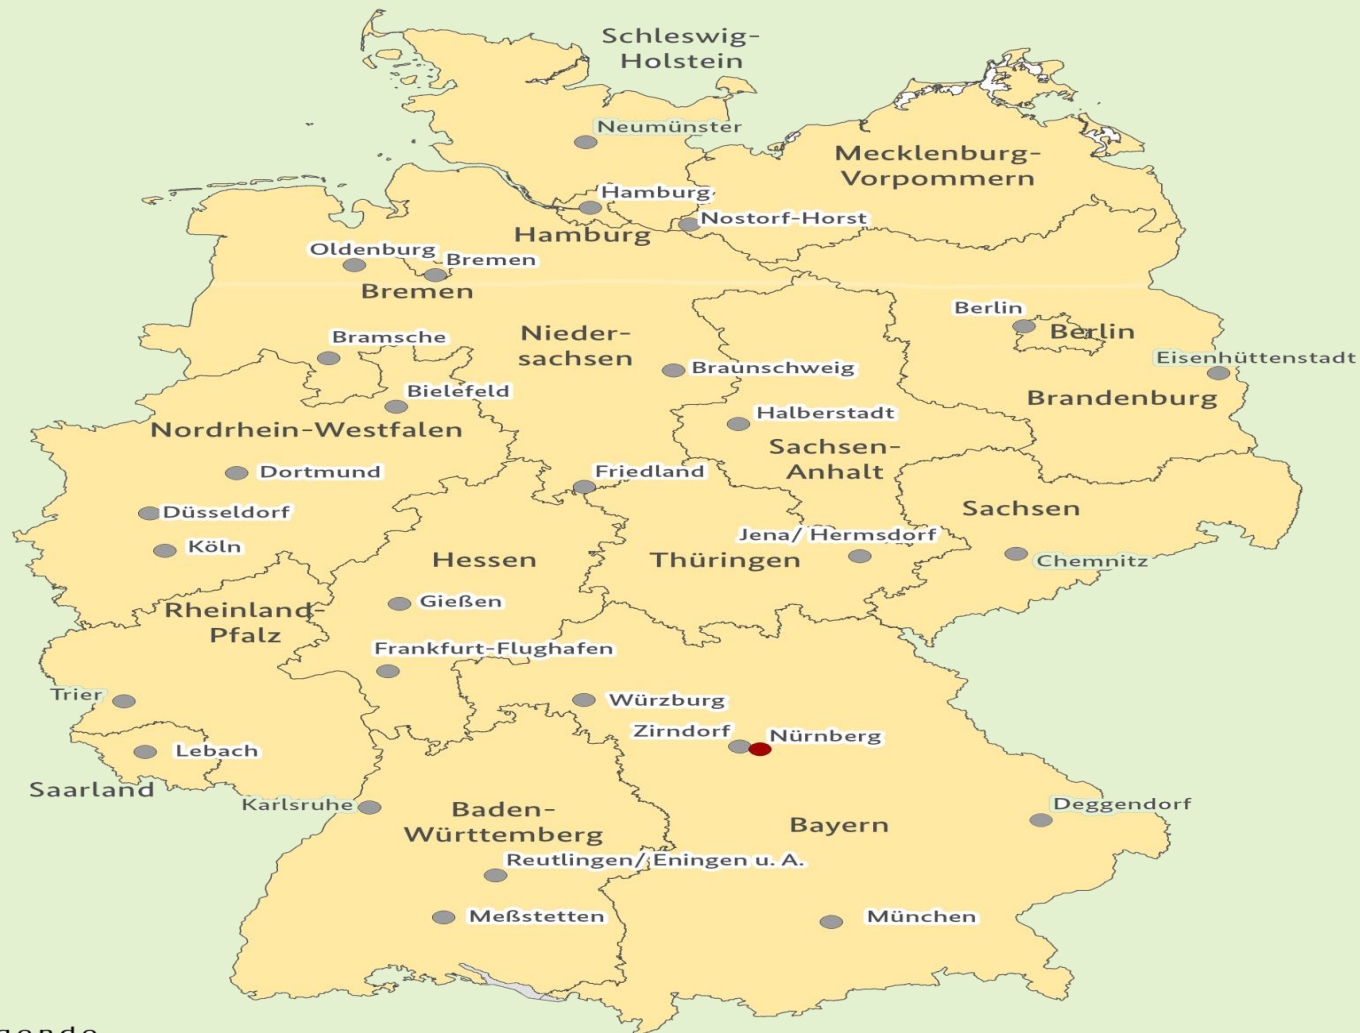 Schleswig-
Holstein
Neumünster
Mecklenburg-
Vorpommern
Hamburg
Nostorf-Horst
Hamburg
Oldenburg
Bremen
Bremen
Berlin
Berlin
Nieder-
sachsen
Bramsche
Eisenhüttenstadt
Braunschweig
Bielefeld
Brandenburg
Halberstadt
Nordrhein-Westfalen
Sachsen-
Anhalt
Dortmund
Friedland
Sachsen
Düsseldorf
Jena/ Hermsdorf
Köln
Hessen
Thüringen
Chemnitz
Gießen
Rheinland-
Pfalz
Frankfurt-Flughafen
Trier
Würzburg
Zirndorf
Nürnberg
Lebach
Saarland
Karlsruhe
Deggendorf
Baden-
Württemberg
Bayern
Reutlingen/ Eningen u. A.
Meßstetten
München